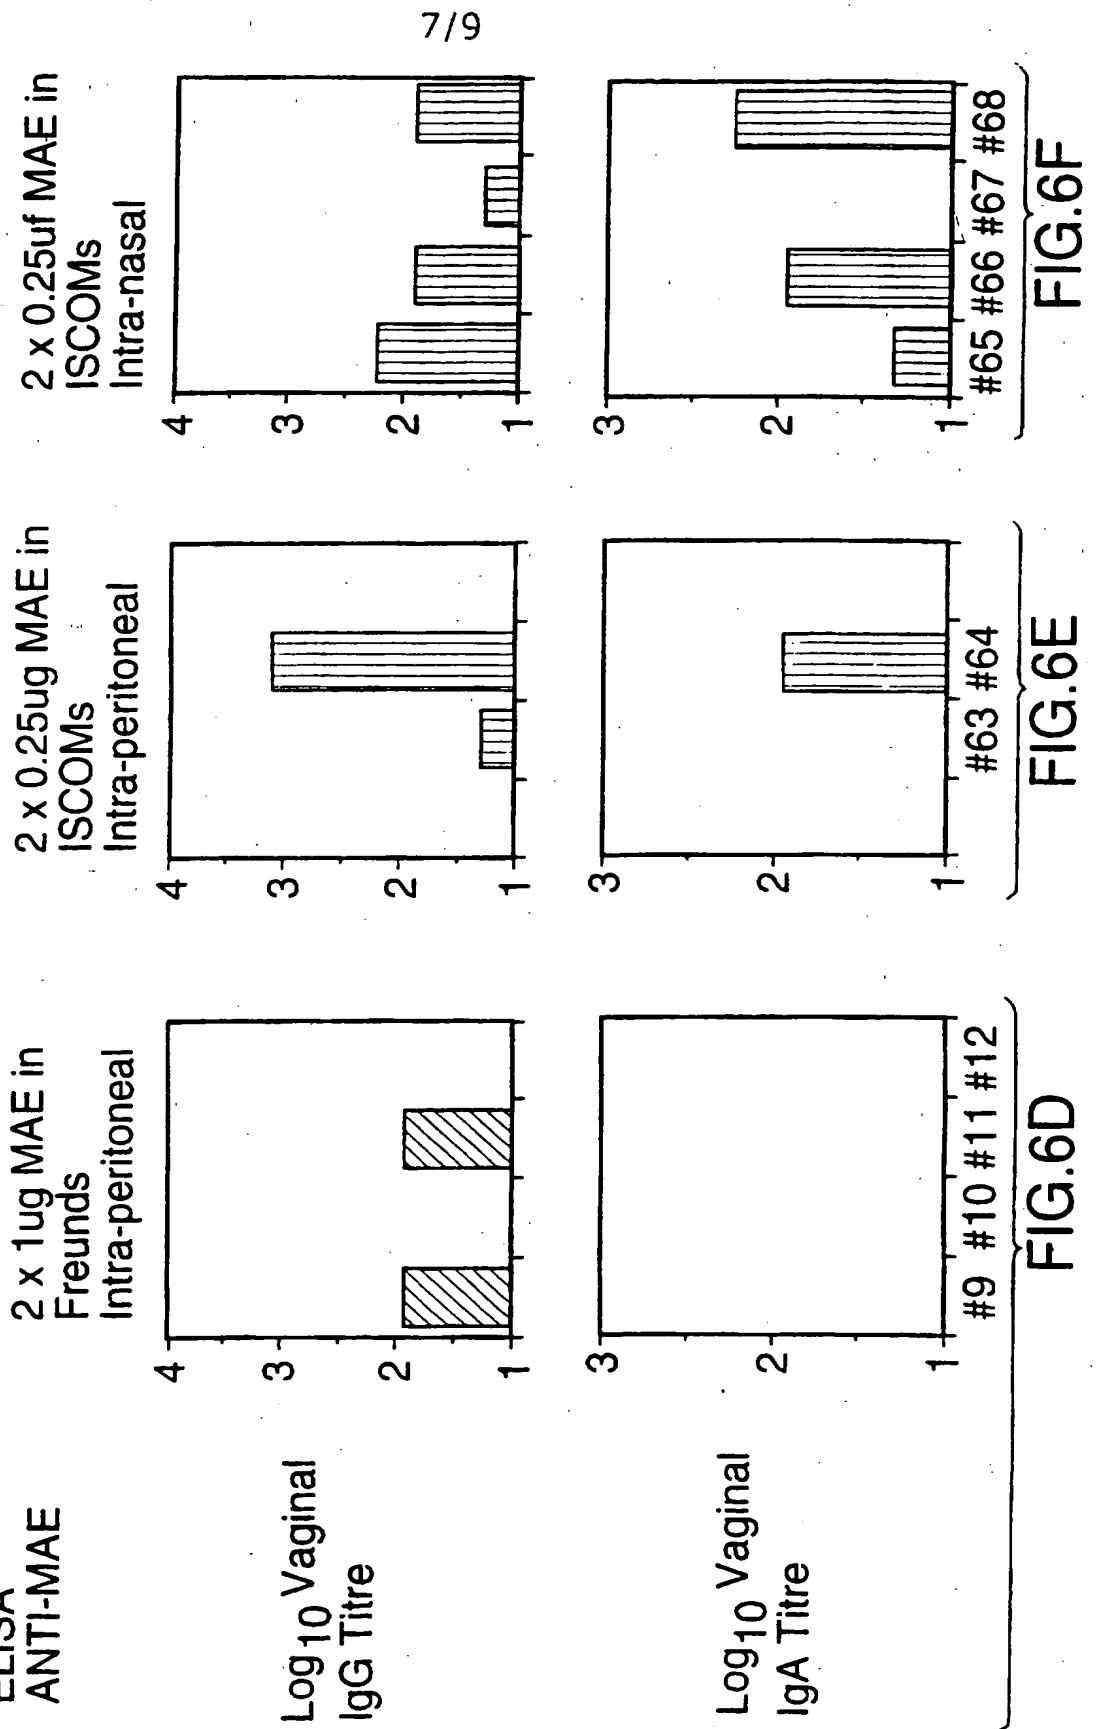 7/9
ELISA
ANTI-MAE
2 x 1ug MAE in
Freunds
Intra-peritoneal
2 x 0.25ug MAE in
ISCOMs
Intra-peritoneal
2 x 0.25uf MAE in
ISCOMs
Intra-nasal
Log10 Vaginal
IgG Titre
4
3
2
1
4
3
2
1
4
3
2
1
Log10 Vaginal
IgA Titre
3
2
1
3
2
1
3
2
1
#9 #10 #11 #12
#63 #64
#65 #66 #67 #68
FIG.6D
FIG.6E
FIG.6F